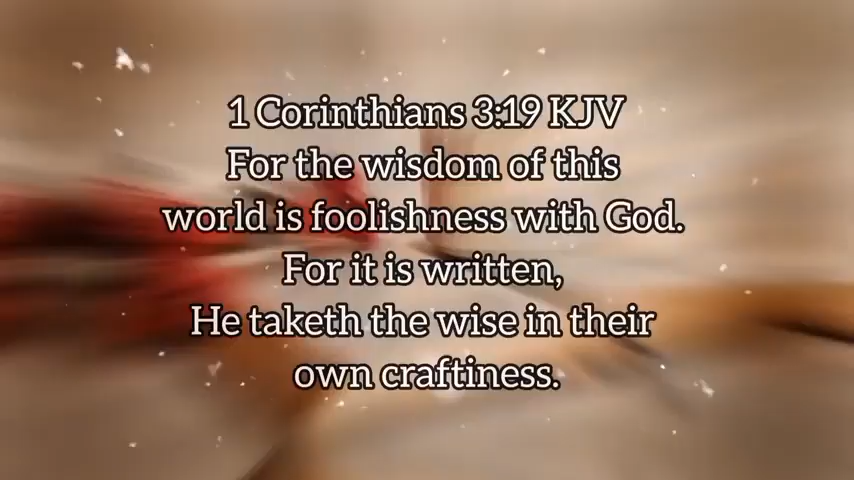 1 Corinthians 3:19 KJV
For the wisdom of this
world is foolishness with God.
For it is written,
He taketh the wise in their
own craftiness.